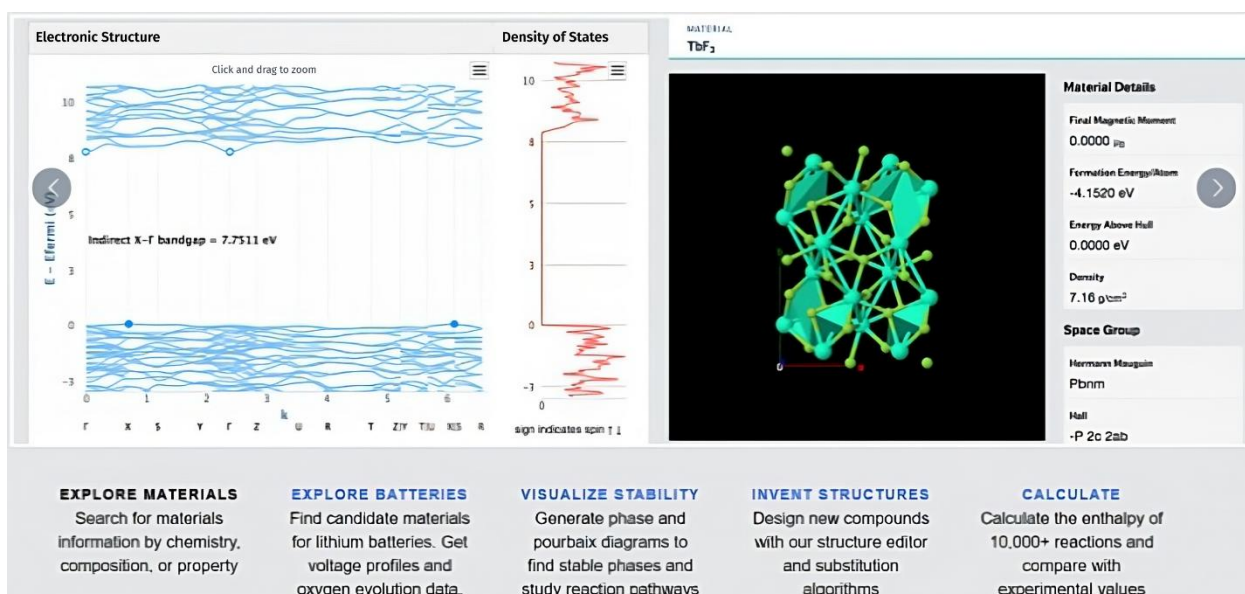 Electronic Structure
Density of States
Click and drag to zoom
10
8
5
3
0
-3
E - Efermi (eV)
Indirect X-Γ bandgap = 7.7511 eV
0 1 2 3 4 5 6
k
Γ X S Y Γ Z U R T Z|Y T|U X|S R
10
8
5
3
0
-3
0
sign indicates spin ↑ ↓
MATERIAL
TbF₃
Material Details
Final Magnetic Moment
0.0000 μB
Formation Energy/Atom
-4.1520 eV
Energy Above Hull
0.0000 eV
Density
7.16 g/cm³
Space Group
Hermann Mauguin
Pbnm
Hall
-P 2c 2ab
0
a
EXPLORE MATERIALS
Search for materials
information by chemistry,
composition, or property
EXPLORE BATTERIES
Find candidate materials
for lithium batteries. Get
voltage profiles and
oxygen evolution data.
VISUALIZE STABILITY
Generate phase and
pourbaix diagrams to
find stable phases and
study reaction pathways
INVENT STRUCTURES
Design new compounds
with our structure editor
and substitution
algorithms
CALCULATE
Calculate the enthalpy of
10,000+ reactions and
compare with
experimental values